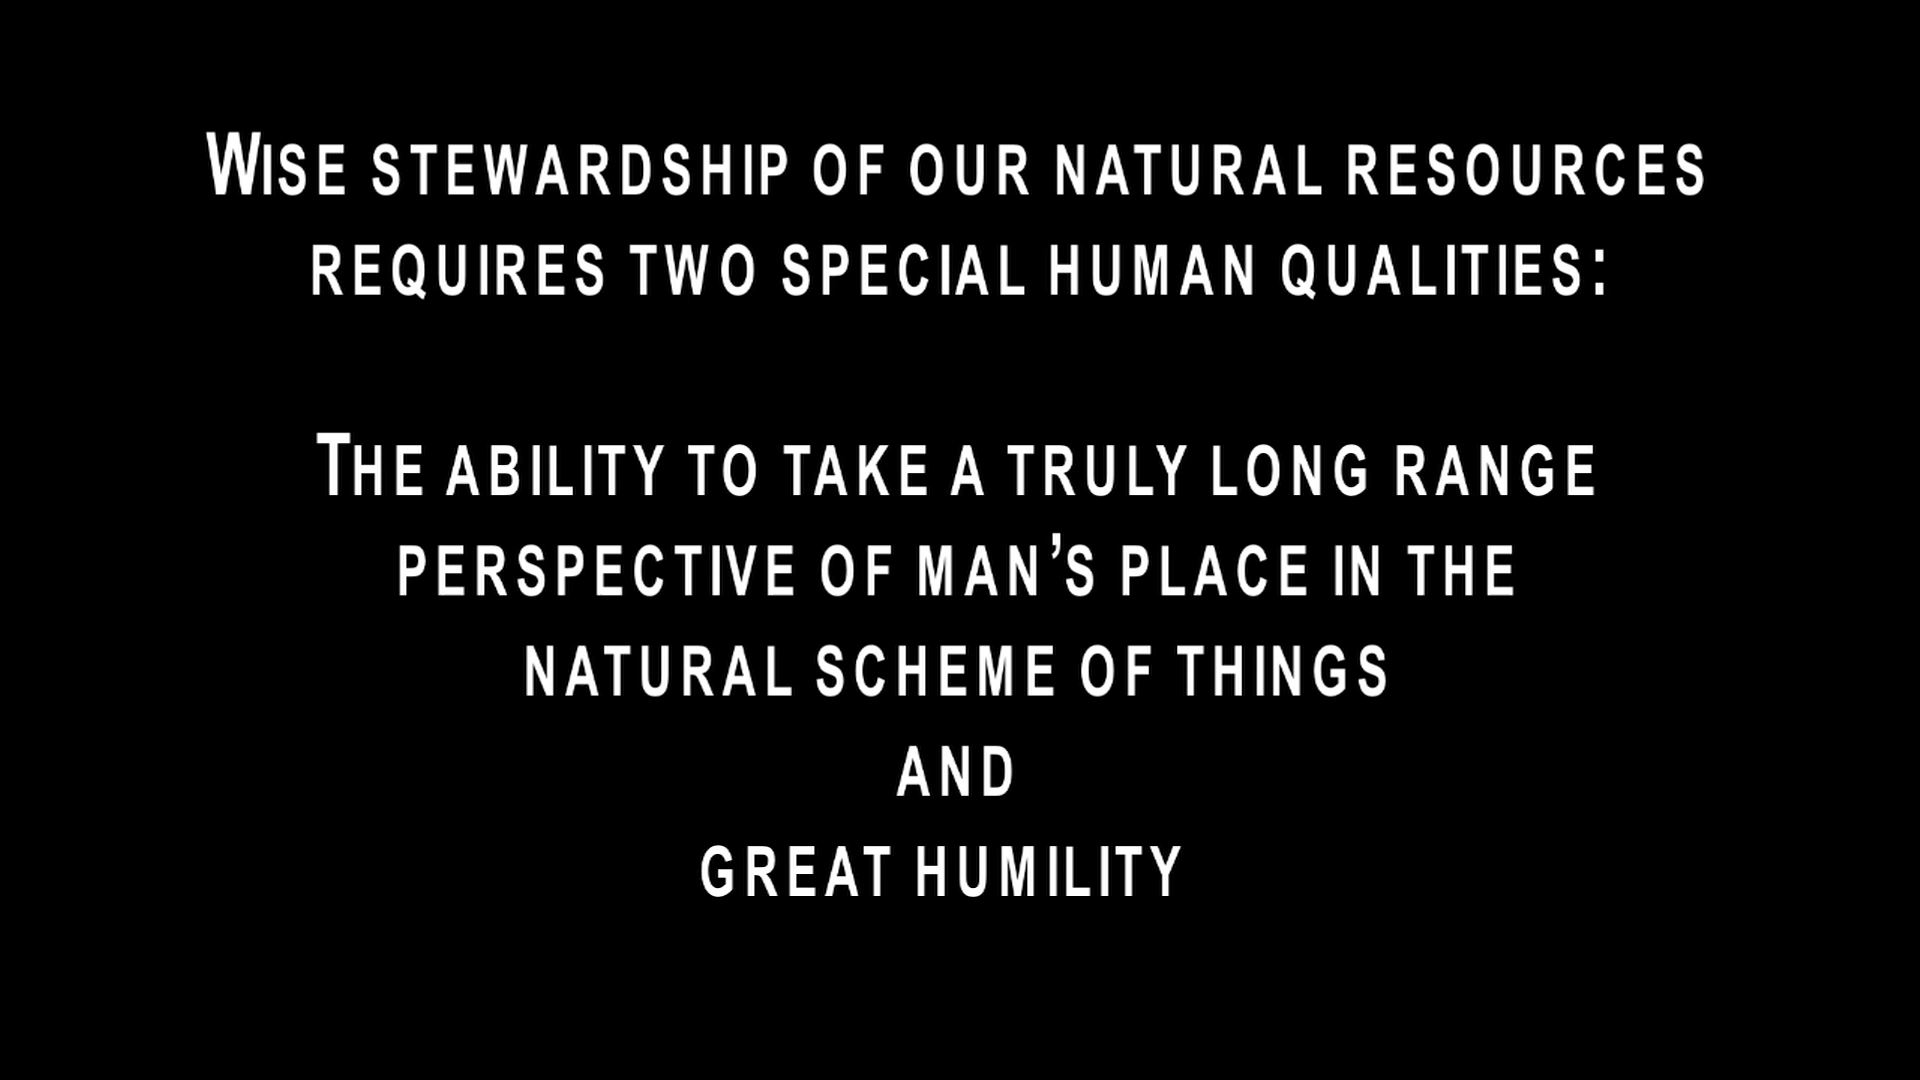 WISE STEWARDSHIP OF OUR NATURAL RESOURCES
REQUIRES TWO SPECIAL HUMAN QUALITIES:
THE ABILITY TO TAKE A TRULY LONG RANGE
PERSPECTIVE OF MAN’S PLACE IN THE
NATURAL SCHEME OF THINGS
AND
GREAT HUMILITY